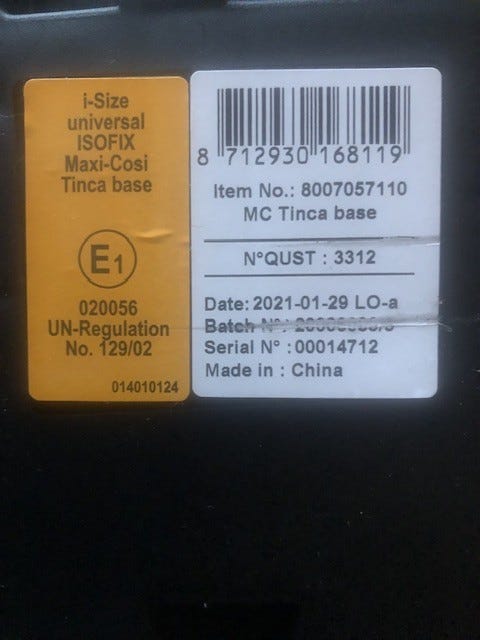 i-Size
universal
ISOFIX
Maxi-Cosi
Tinca base
E1
020056
UN-Regulation
No. 129/02
014010124
8 712930 168119
Item No.: 8007057110
MC Tinca base
N°QUST : 3312
Date: 2021-01-29 LO-a
Batch N° :
Serial N° : 00014712
Made in : China